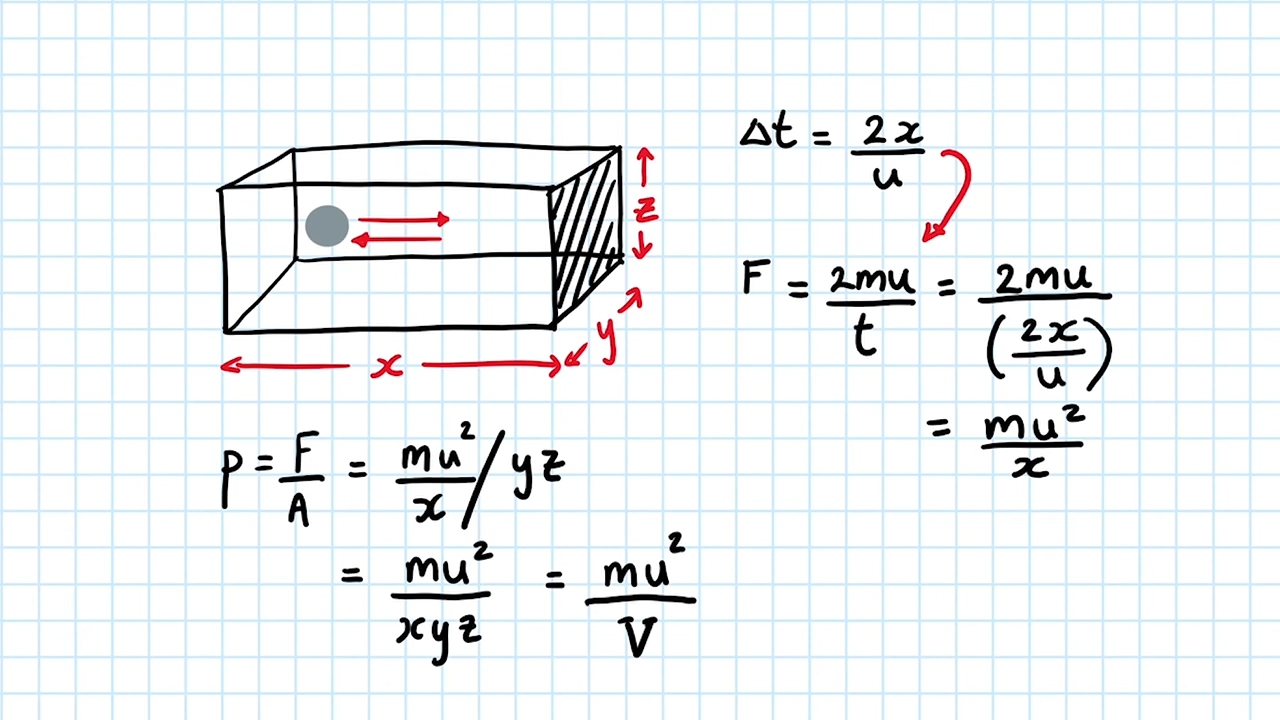 Δt = 2x/u
z
F = 2mu/t = 2mu/(2x/u)
y
x
= mu²/x
p = F/A = mu²/x / yz
= mu²/xyz = mu²/V